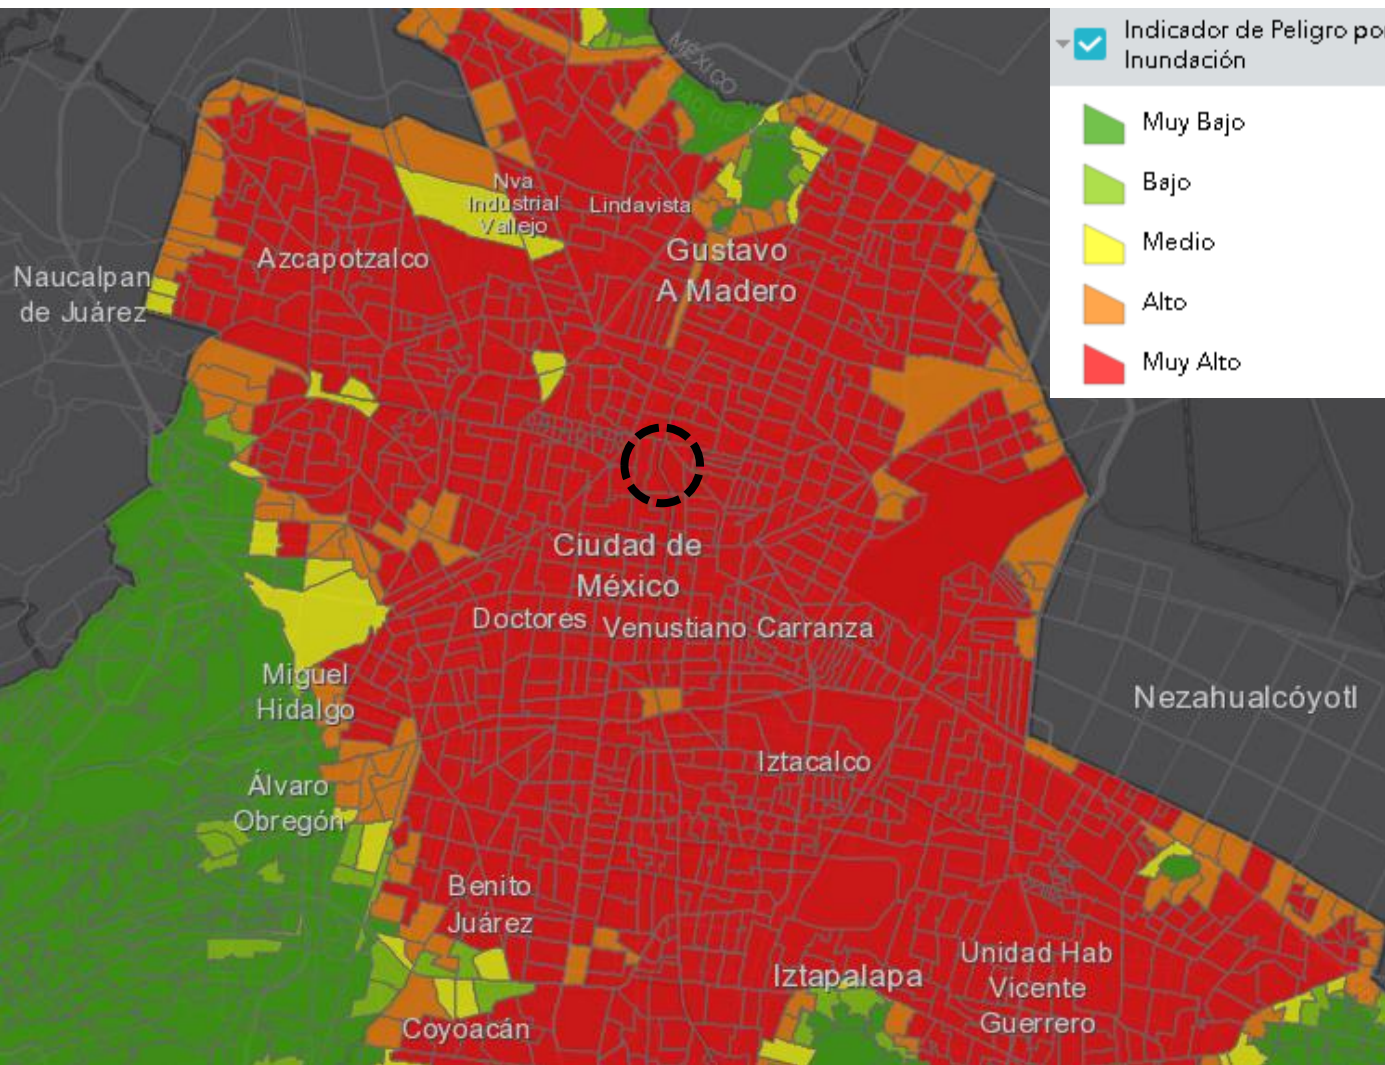 Indicador de Peligro por
Inundación
Muy Bajo
Bajo
Medio
Alto
Muy Alto
MÉXICO
Nva
Industrial
Vallejo
Lindavista
Azcapotzalco
Gustavo
A Madero
Naucalpan
de Juárez
Ciudad de
México
Doctores
Venustiano Carranza
Miguel
Hidalgo
Nezahualcóyotl
Iztacalco
Álvaro
Obregón
Benito
Juárez
Unidad Hab
Vicente
Guerrero
Iztapalapa
Coyoacán